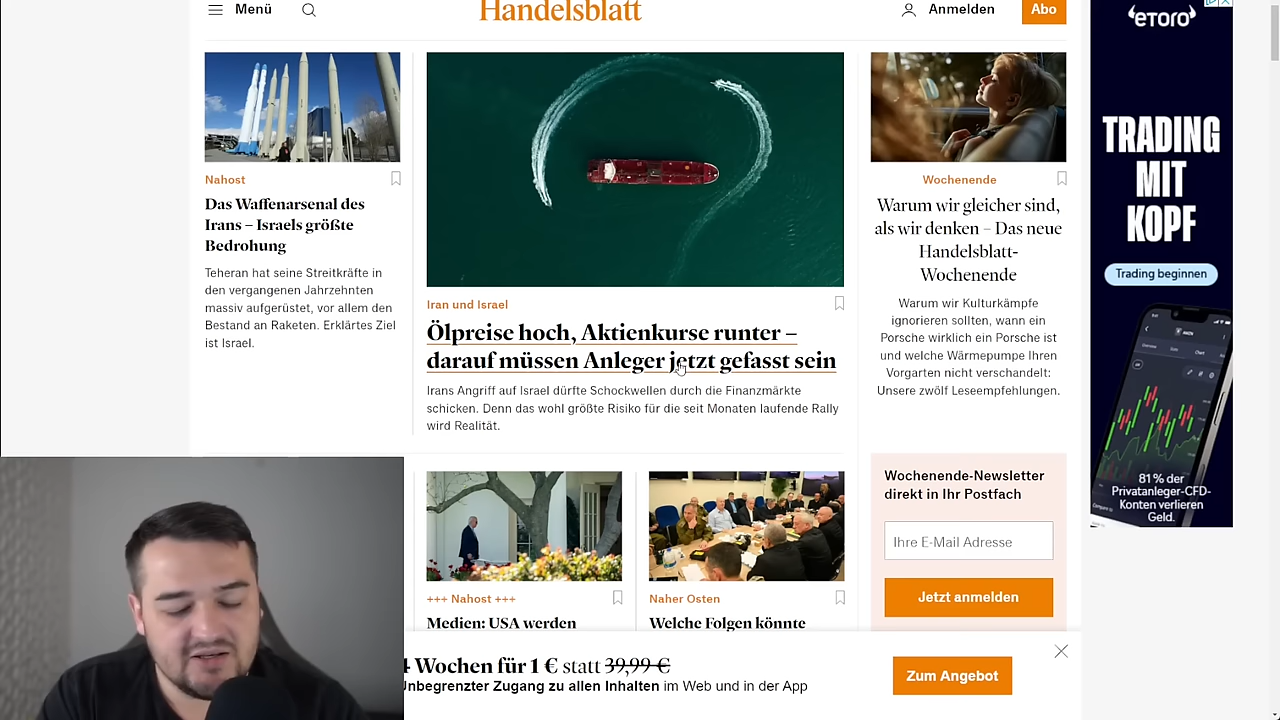 Menü
Handelsblatt
Anmelden
Abo
Nahost
Das Waffenarsenal des
Irans – Israels größte
Bedrohung
Teheran hat seine Streitkräfte in
den vergangenen Jahrzehnten
massiv aufgerüstet, vor allem den
Bestand an Raketen. Erklärtes Ziel
ist Israel.
Iran und Israel
Ölpreise hoch, Aktienkurse runter –
darauf müssen Anleger jetzt gefasst sein
Irans Angriff auf Israel dürfte Schockwellen durch die Finanzmärkte
schicken. Denn das wohl größte Risiko für die seit Monaten laufende Rally
wird Realität.
Wochenende
Warum wir gleicher sind,
als wir denken – Das neue
Handelsblatt-
Wochenende
Warum wir Kulturkämpfe
ignorieren sollten, wann ein
Porsche wirklich ein Porsche ist
und welche Wärmepumpe Ihren
Vorgarten nicht verschandelt:
Unsere zwölf Leseempfehlungen.
+++ Nahost +++
Medien: USA werden
Naher Osten
Welche Folgen könnte
Wochenende-Newsletter
direkt in Ihr Postfach
Ihre E-Mail Adresse
Jetzt anmelden
4 Wochen für 1 € statt 39,99 €
Unbegrenzter Zugang zu allen Inhalten im Web und in der App
Zum Angebot
eToro
TRADING
MIT
KOPF
Trading beginnen
81 % der
Privatanleger-CFD-
Konten verlieren
Geld.